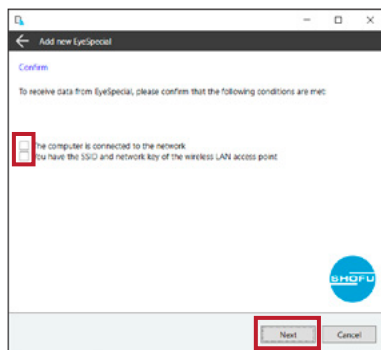 Add new EyeSpecial
Confirm
To receive data from EyeSpecial, please confirm that the following conditions are met:
The computer is connected to the network
You have the SSID and network key of the wireless LAN access point
SHOFU
Next
Cancel